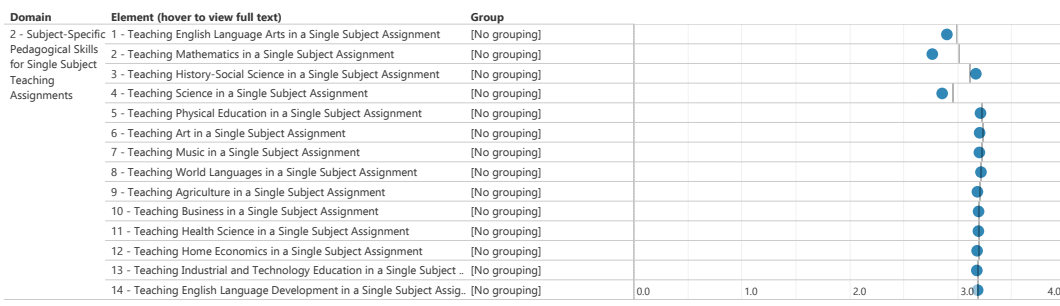 Domain Element (hover to view full text) Group
2 - Subject-Specific Pedagogical Skills for Single Subject Teaching Assignments
1 - Teaching English Language Arts in a Single Subject Assignment [No grouping]
2 - Teaching Mathematics in a Single Subject Assignment [No grouping]
3 - Teaching History-Social Science in a Single Subject Assignment [No grouping]
4 - Teaching Science in a Single Subject Assignment [No grouping]
5 - Teaching Physical Education in a Single Subject Assignment [No grouping]
6 - Teaching Art in a Single Subject Assignment [No grouping]
7 - Teaching Music in a Single Subject Assignment [No grouping]
8 - Teaching World Languages in a Single Subject Assignment [No grouping]
9 - Teaching Agriculture in a Single Subject Assignment [No grouping]
10 - Teaching Business in a Single Subject Assignment [No grouping]
11 - Teaching Health Science in a Single Subject Assignment [No grouping]
12 - Teaching Home Economics in a Single Subject Assignment [No grouping]
13 - Teaching Industrial and Technology Education in a Single Subject .. [No grouping]
14 - Teaching English Language Development in a Single Subject Assig.. [No grouping]
0.0 1.0 2.0 3.0 4.0